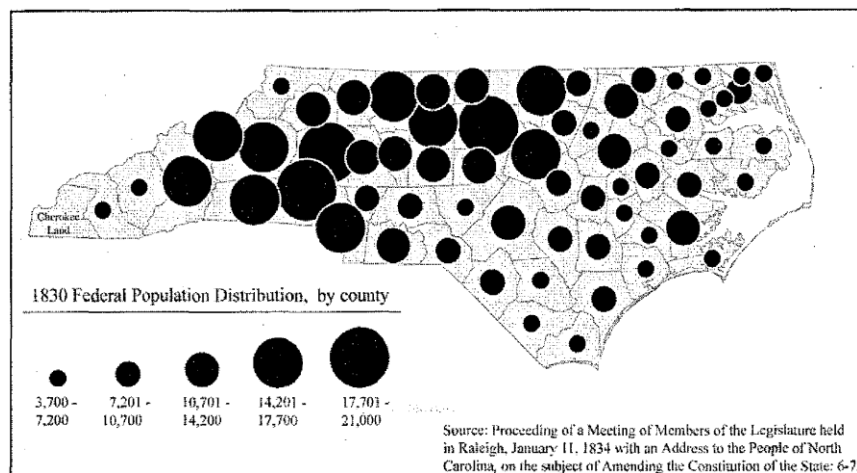 Cherokee
Land
1830 Federal Population Distribution, by county
3,700 - 7,201 - 10,701 - 14,201 - 17,701 -
7,200 10,700 14,200 17,700 21,000
Source: Proceeding of a Meeting of Members of the Legislature held
in Raleigh, January 11, 1834 with an Address to the People of North
Carolina, on the subject of Amending the Constitution of the State: 6-7